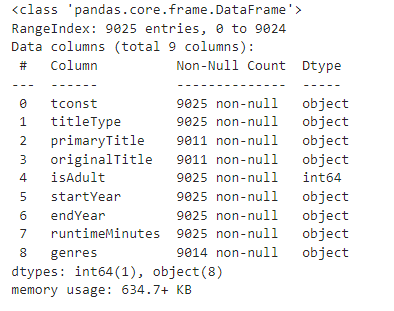 <class 'pandas.core.frame.DataFrame'>
RangeIndex: 9025 entries, 0 to 9024
Data columns (total 9 columns):
 #   Column          Non-Null Count  Dtype
---  ------          --------------  -----
 0   tconst          9025 non-null   object
 1   titleType       9025 non-null   object
 2   primaryTitle    9011 non-null   object
 3   originalTitle   9011 non-null   object
 4   isAdult         9025 non-null   int64
 5   startYear       9025 non-null   object
 6   endYear         9025 non-null   object
 7   runtimeMinutes  9025 non-null   object
 8   genres          9014 non-null   object
dtypes: int64(1), object(8)
memory usage: 634.7+ KB